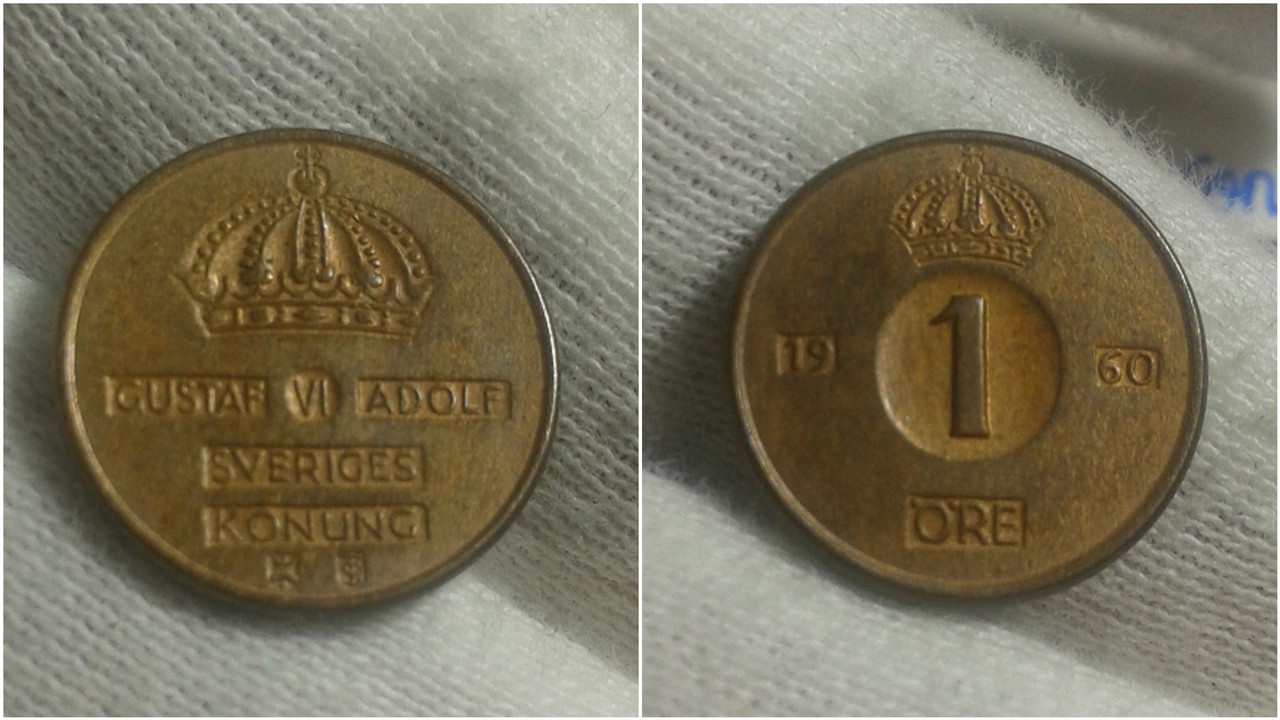 GUSTAF VI ADOLF
SVERIGES
KONUNG
1
19 60
ÖRE